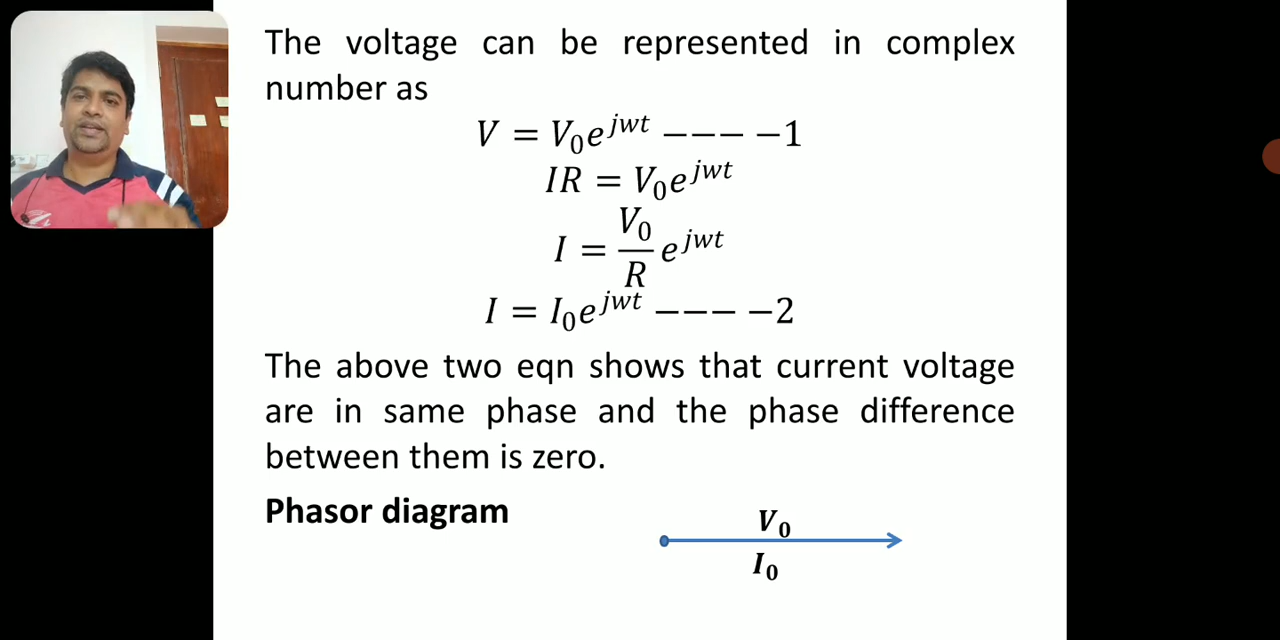 The voltage can be represented in complex
number as
V = V₀e^{jwt} −−−− −1
IR = V₀e^{jwt}
I = V₀/R e^{jwt}
I = I₀e^{jwt} −−−− −2
The above two eqn shows that current voltage
are in same phase and the phase difference
between them is zero.
Phasor diagram
V₀
I₀